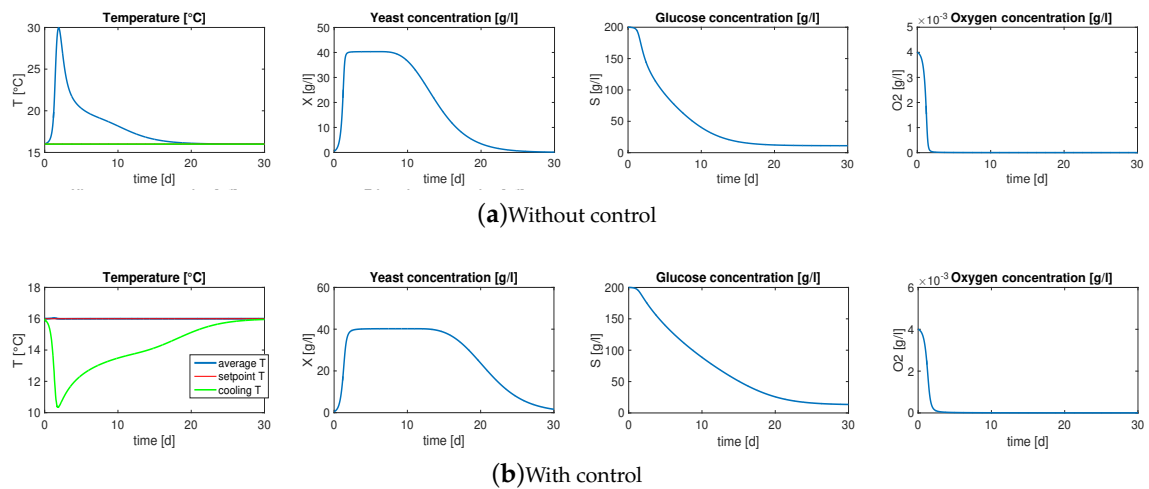 Temperature [°C]
30
25
20
15
T [°C]
0 10 20 30
time [d]
Yeast concentration [g/l]
50
40
30
20
10
0
X [g/l]
0 10 20 30
time [d]
Glucose concentration [g/l]
200
150
100
50
0
S [g/l]
0 10 20 30
time [d]
Oxygen concentration [g/l]
×10⁻³
5
4
3
2
1
0
O2 [g/l]
0 10 20 30
time [d]
(a)Without control
Temperature [°C]
18
16
14
12
10
T [°C]
average T
setpoint T
cooling T
0 10 20 30
time [d]
Yeast concentration [g/l]
60
40
20
0
X [g/l]
0 10 20 30
time [d]
Glucose concentration [g/l]
200
150
100
50
0
S [g/l]
0 10 20 30
time [d]
Oxygen concentration [g/l]
×10⁻³
6
4
2
0
O2 [g/l]
0 10 20 30
time [d]
(b)With control